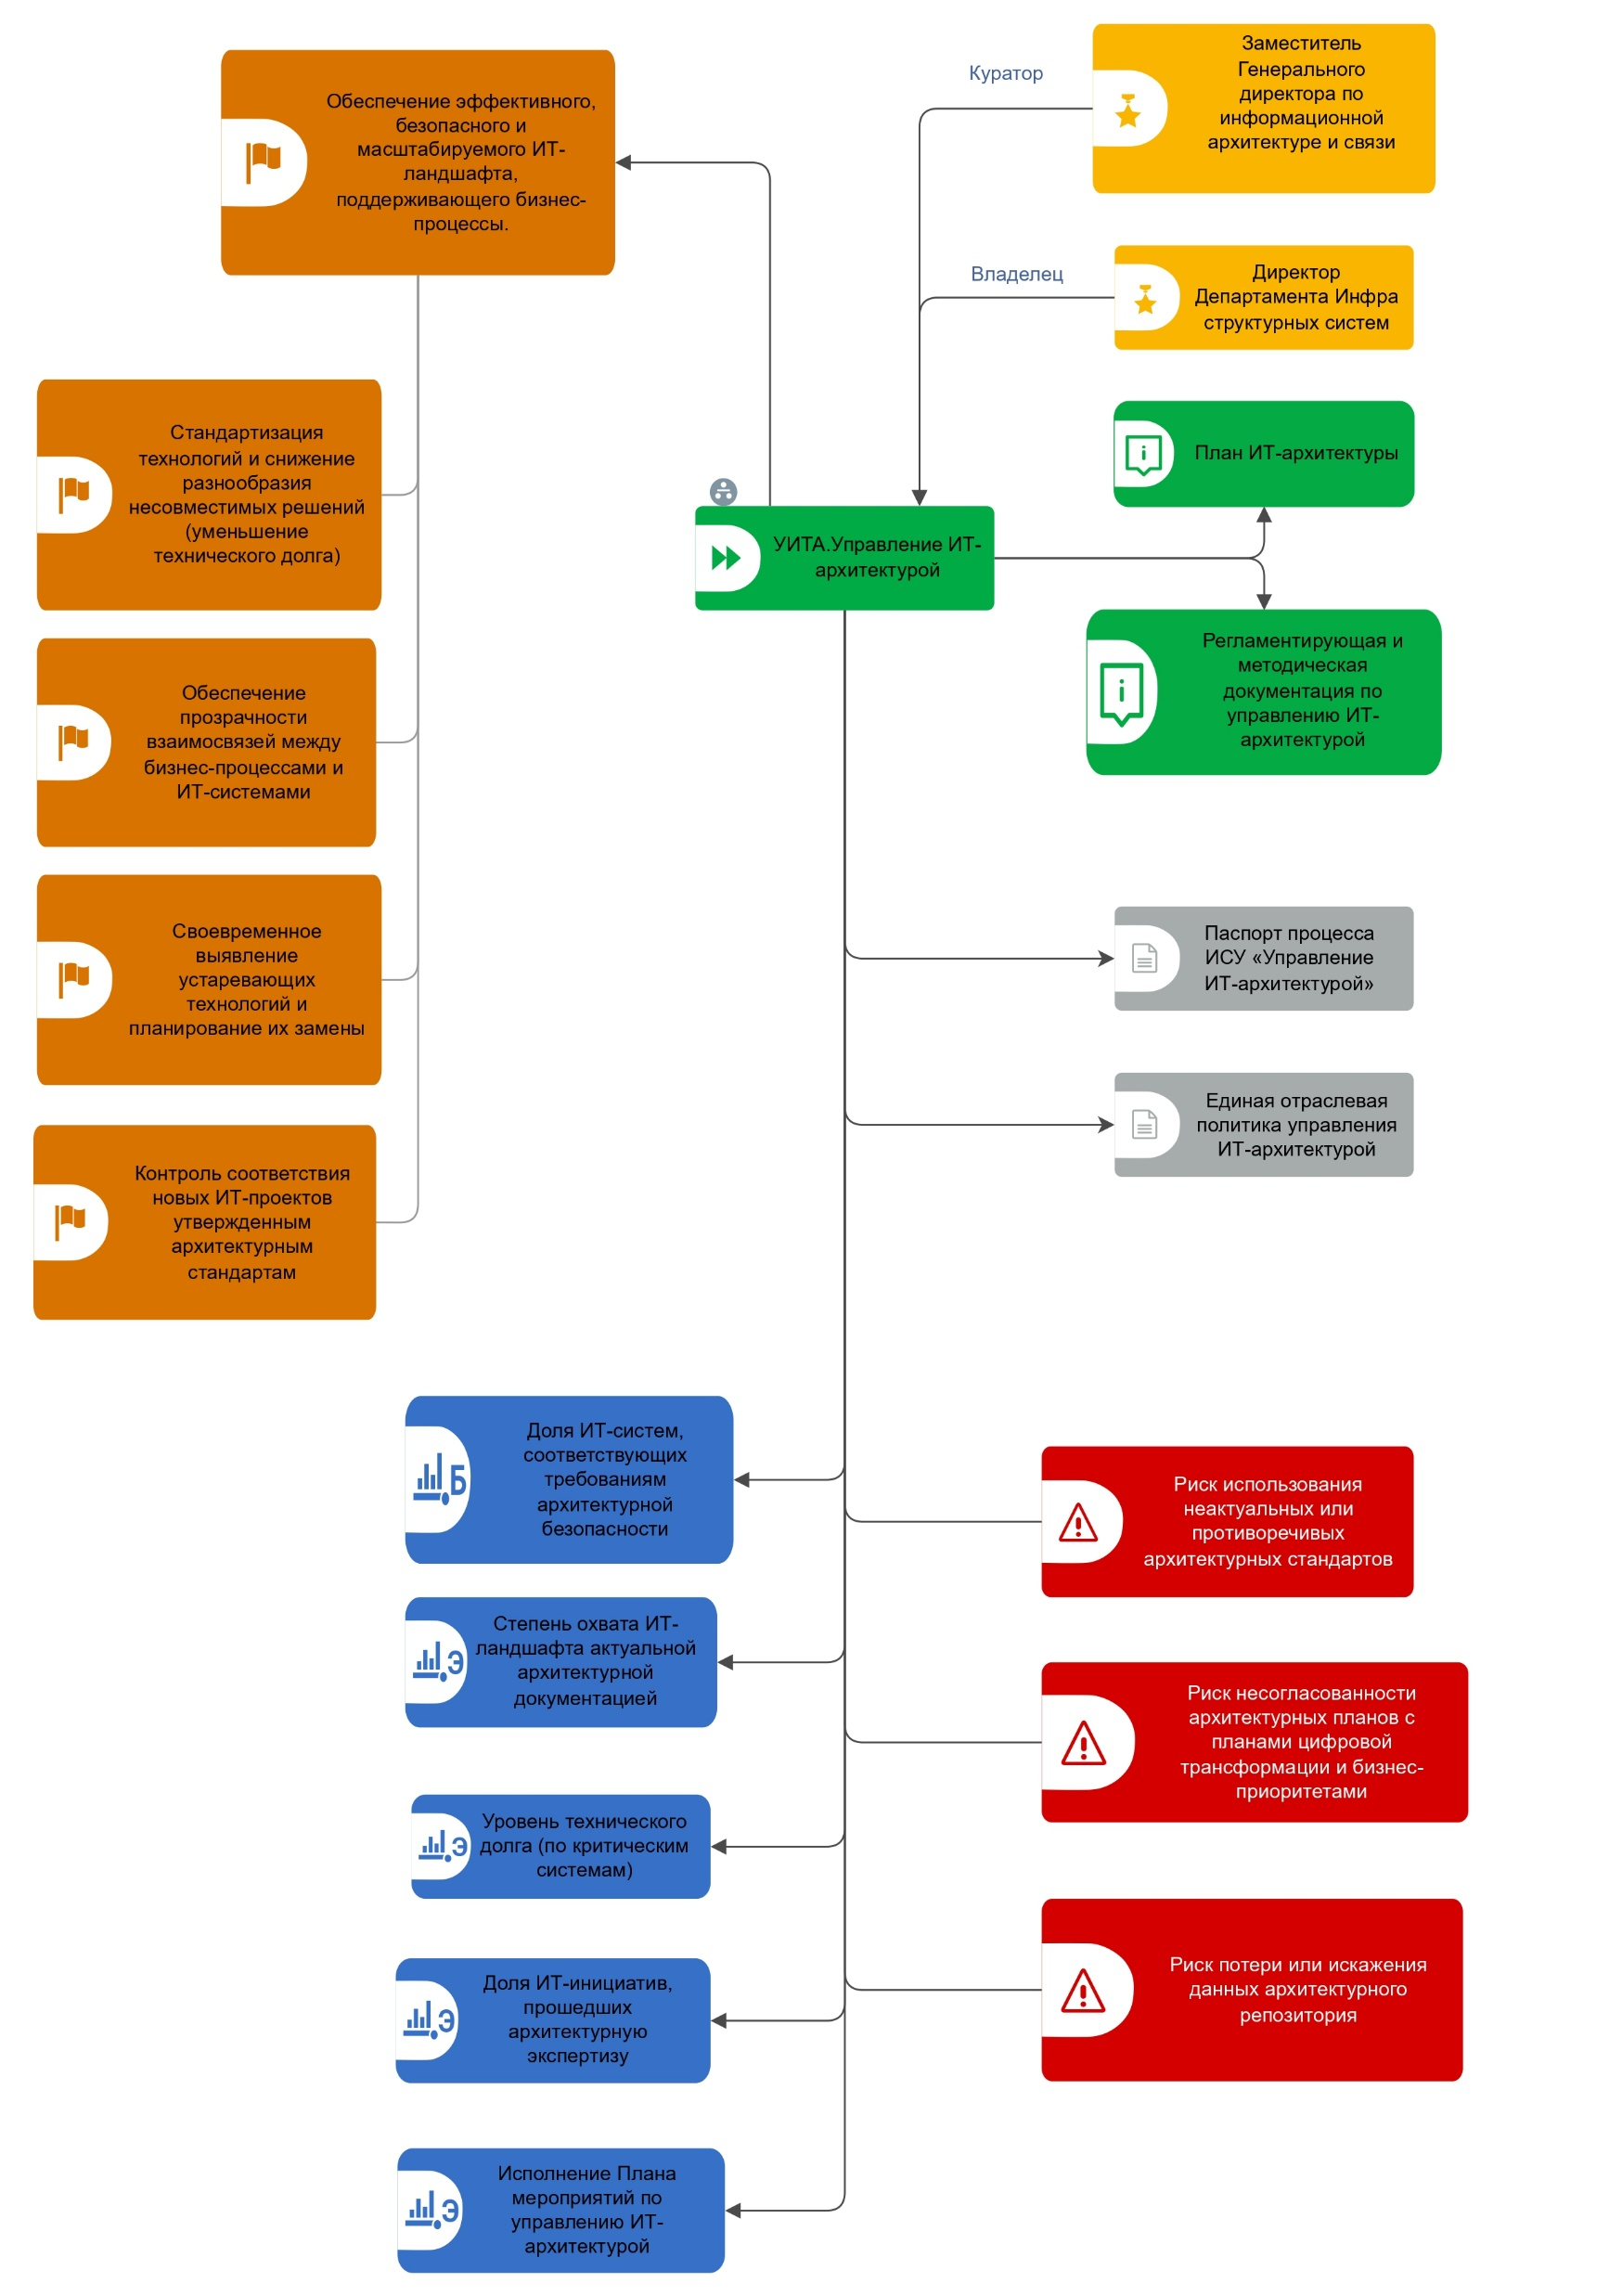 Обеспечение эффективного,
безопасного и
масштабируемого ИТ-
ландшафта,
поддерживающего бизнес-
процессы.
Куратор
Заместитель
Генерального
директора по
информационной
архитектуре и связи
Владелец
Директор
Департамента Инфра
структурных систем
План ИТ-архитектуры
УИТА.Управление ИТ-
архитектурой
Регламентирующая и
методическая
документация по
управлению ИТ-
архитектурой
Стандартизация
технологий и снижение
разнообразия
несовместимых решений
(уменьшение
технического долга)
Обеспечение
прозрачности
взаимосвязей между
бизнес-процессами и
ИТ-системами
Своевременное
выявление
устаревающих
технологий и
планирование их замены
Контроль соответствия
новых ИТ-проектов
утвержденным
архитектурным
стандартам
Паспорт процесса
ИСУ «Управление
ИТ-архитектурой»
Единая отраслевая
политика управления
ИТ-архитектурой
Б
Доля ИТ-систем,
соответствующих
требованиям
архитектурной
безопасности
Э
Степень охвата ИТ-
ландшафта актуальной
архитектурной
документацией
Э
Уровень технического
долга (по критическим
системам)
Э
Доля ИТ-инициатив,
прошедших
архитектурную
экспертизу
Э
Исполнение Плана
мероприятий по
управлению ИТ-
архитектурой
Риск использования
неактуальных или
противоречивых
архитектурных стандартов
Риск несогласованности
архитектурных планов с
планами цифровой
трансформации и бизнес-
приоритетами
Риск потери или искажения
данных архитектурного
репозитория